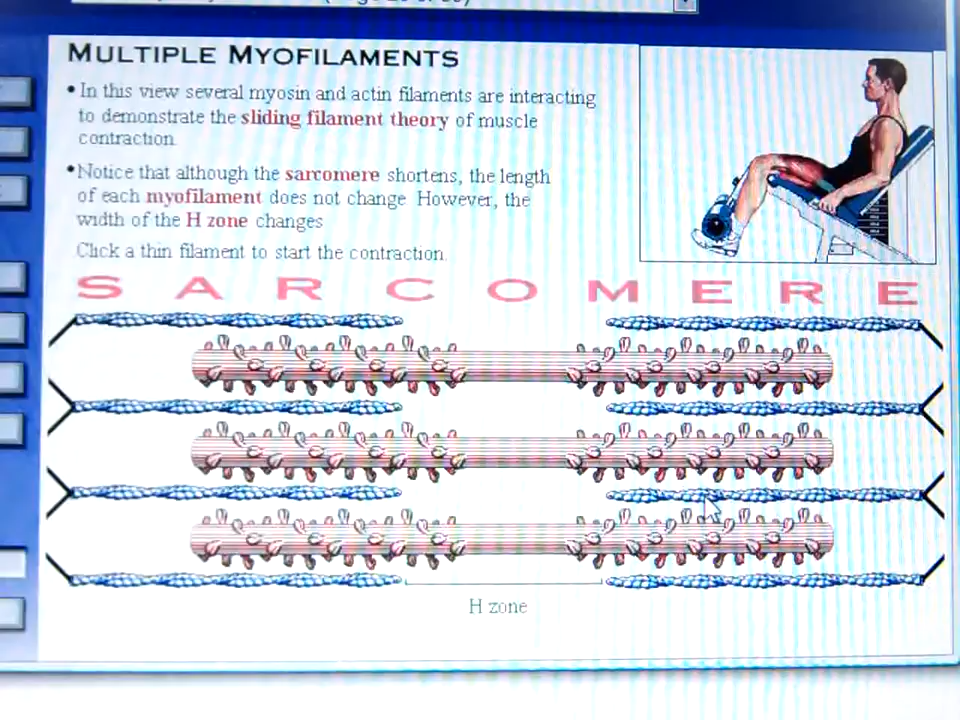 MULTIPLE MYOFILAMENTS
• In this view several myosin and actin filaments are interacting
to demonstrate the sliding filament theory of muscle
contraction.
• Notice that although the sarcomere shortens, the length
of each myofilament does not change. However, the
width of the H zone changes
Click a thin filament to start the contraction.
SARCOMERE
H zone